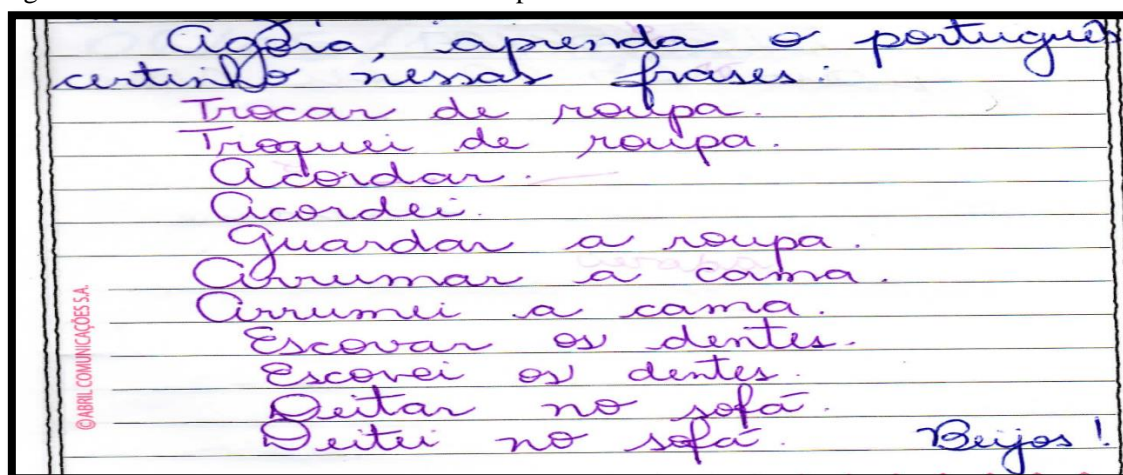 Agora, aprenda o português
certinho nessas frases:
Trocar de roupa.
Troquei de roupa.
Acordar.
Acordei.
Guardar a roupa.
Arrumar a cama.
Arrumei a cama.
Escovar os dentes.
Escovei os dentes.
Deitar no sofá.
Deitei no sofá. Beijos!
©ABRIL COMUNICAÇÕES S.A.